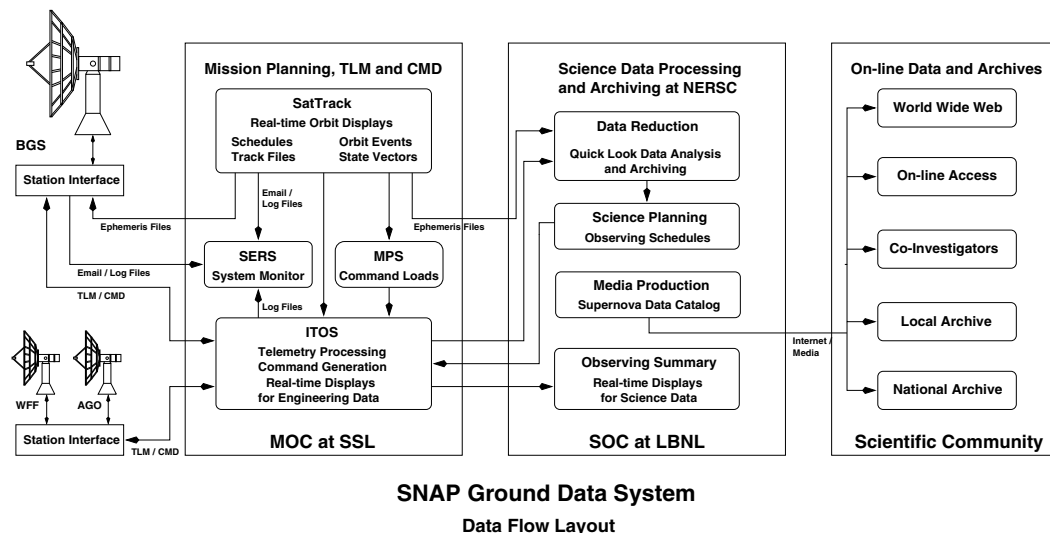 BGS
Station Interface
Ephemeris Files
Email / Log Files
TLM / CMD
WFF
AGO
Station Interface
TLM / CMD
Mission Planning, TLM and CMD
SatTrack
Real-time Orbit Displays
Schedules
Orbit Events
Track Files
State Vectors
Email /
Log Files
Ephemeris Files
SERS
System Monitor
MPS
Command Loads
Log Files
ITOS
Telemetry Processing
Command Generation
Real-time Displays
for Engineering Data
MOC at SSL
Science Data Processing
and Archiving at NERSC
Data Reduction
Quick Look Data Analysis
and Archiving
Science Planning
Observing Schedules
Media Production
Supernova Data Catalog
Observing Summary
Real-time Displays
for Science Data
SOC at LBNL
Internet /
Media
On-line Data and Archives
World Wide Web
On-line Access
Co-Investigators
Local Archive
National Archive
Scientific Community
SNAP Ground Data System
Data Flow Layout